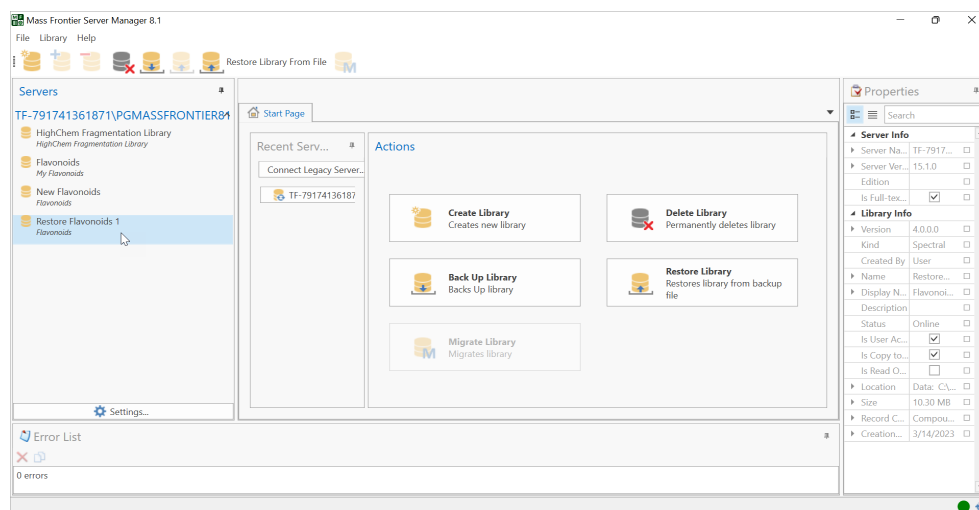 Mass Frontier Server Manager 8.1
File Library Help
Restore Library From File
Servers
TF-791741361871\PGMASSFRONTIER81
HighChem Fragmentation Library
HighChem Fragmentation Library
Flavonoids
My Flavonoids
New Flavonoids
Flavonoids
Restore Flavonoids 1
Flavonoids
Settings...
Start Page
Recent Serv...
Connect Legacy Server...
TF-79174136187
Actions
Create Library
Creates new library
Delete Library
Permanently deletes library
Back Up Library
Backs Up library
Restore Library
Restores library from backup
file
Migrate Library
Migrates library
Properties
Search
Server Info
Server Na... TF-7917...
Server Ver... 15.1.0
Edition
Is Full-tex...
Library Info
Version 4.0.0.0
Kind Spectral
Created By User
Name Restore...
Display N... Flavonoi...
Description
Status Online
Is User Ac...
Is Copy to...
Is Read O...
Location Data: C:\...
Size 10.30 MB
Record C... Compou...
Creation... 3/14/2023
Error List
0 errors